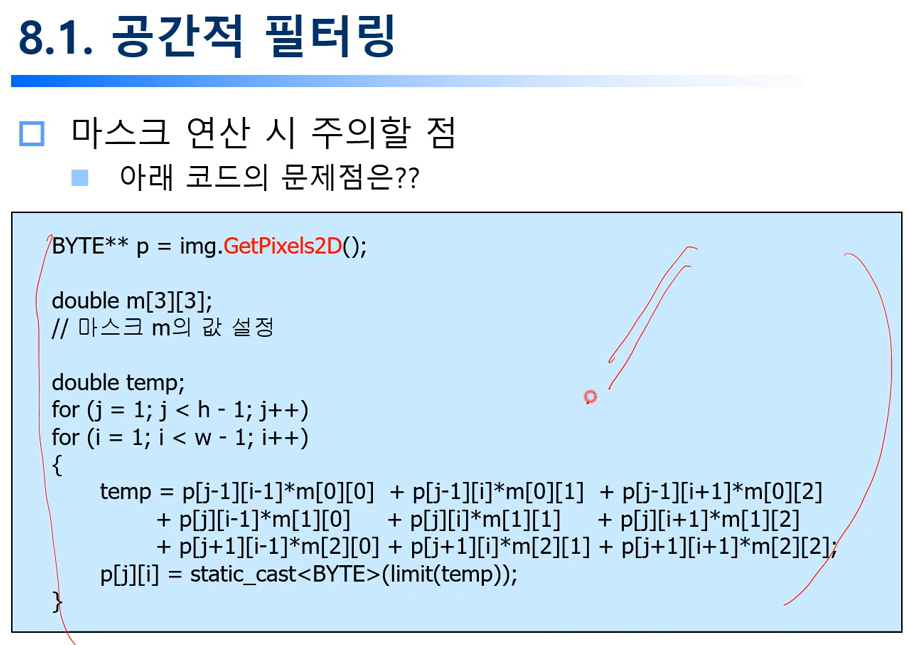 8.1. 공간적 필터링
마스크 연산 시 주의할 점
아래 코드의 문제점은??
BYTE** p = img.GetPixels2D();
double m[3][3];
// 마스크 m의 값 설정
double temp;
for (j = 1; j < h - 1; j++)
for (i = 1; i < w - 1; i++)
{
temp = p[j-1][i-1]*m[0][0] + p[j-1][i]*m[0][1] + p[j-1][i+1]*m[0][2]
+ p[j][i-1]*m[1][0] + p[j][i]*m[1][1] + p[j][i+1]*m[1][2]
+ p[j+1][i-1]*m[2][0] + p[j+1][i]*m[2][1] + p[j+1][i+1]*m[2][2];
p[j][i] = static_cast<BYTE>(limit(temp));
}